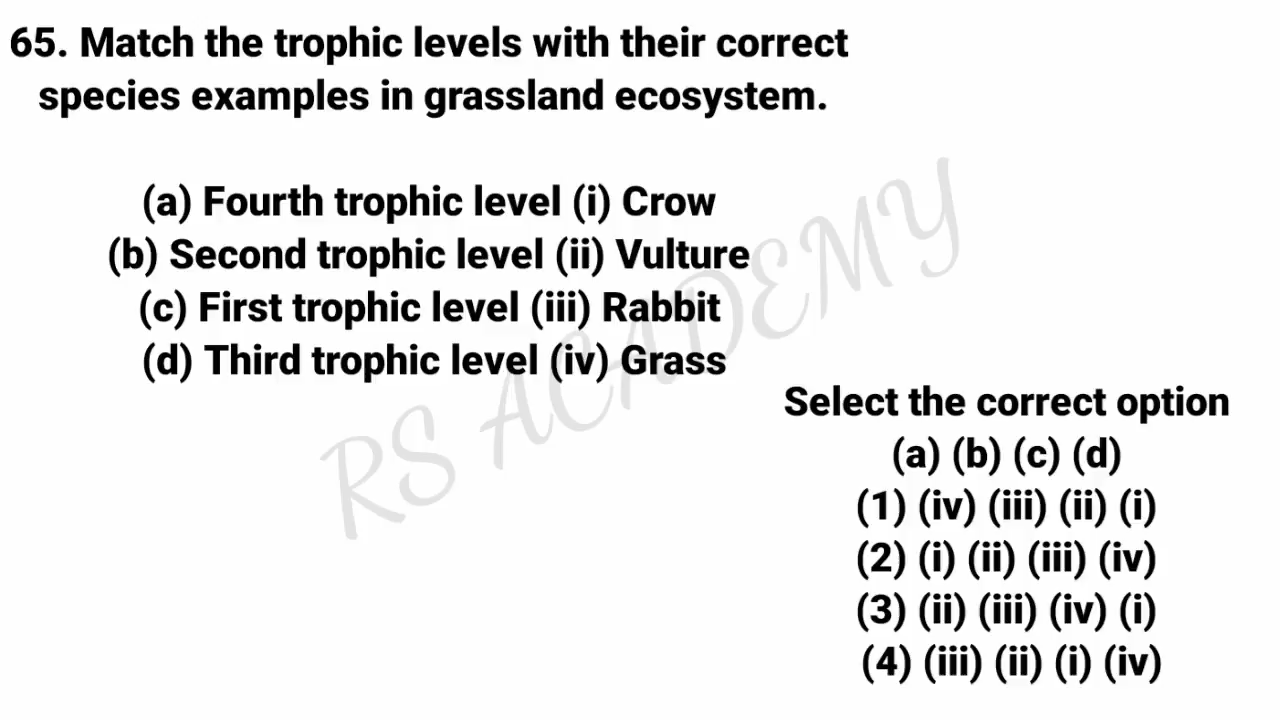 65. Match the trophic levels with their correct
species examples in grassland ecosystem.
(a) Fourth trophic level (i) Crow
(b) Second trophic level (ii) Vulture
(c) First trophic level (iii) Rabbit
(d) Third trophic level (iv) Grass
Select the correct option
(a) (b) (c) (d)
(1) (iv) (iii) (ii) (i)
(2) (i) (ii) (iii) (iv)
(3) (ii) (iii) (iv) (i)
(4) (iii) (ii) (i) (iv)
RS ACADEMY